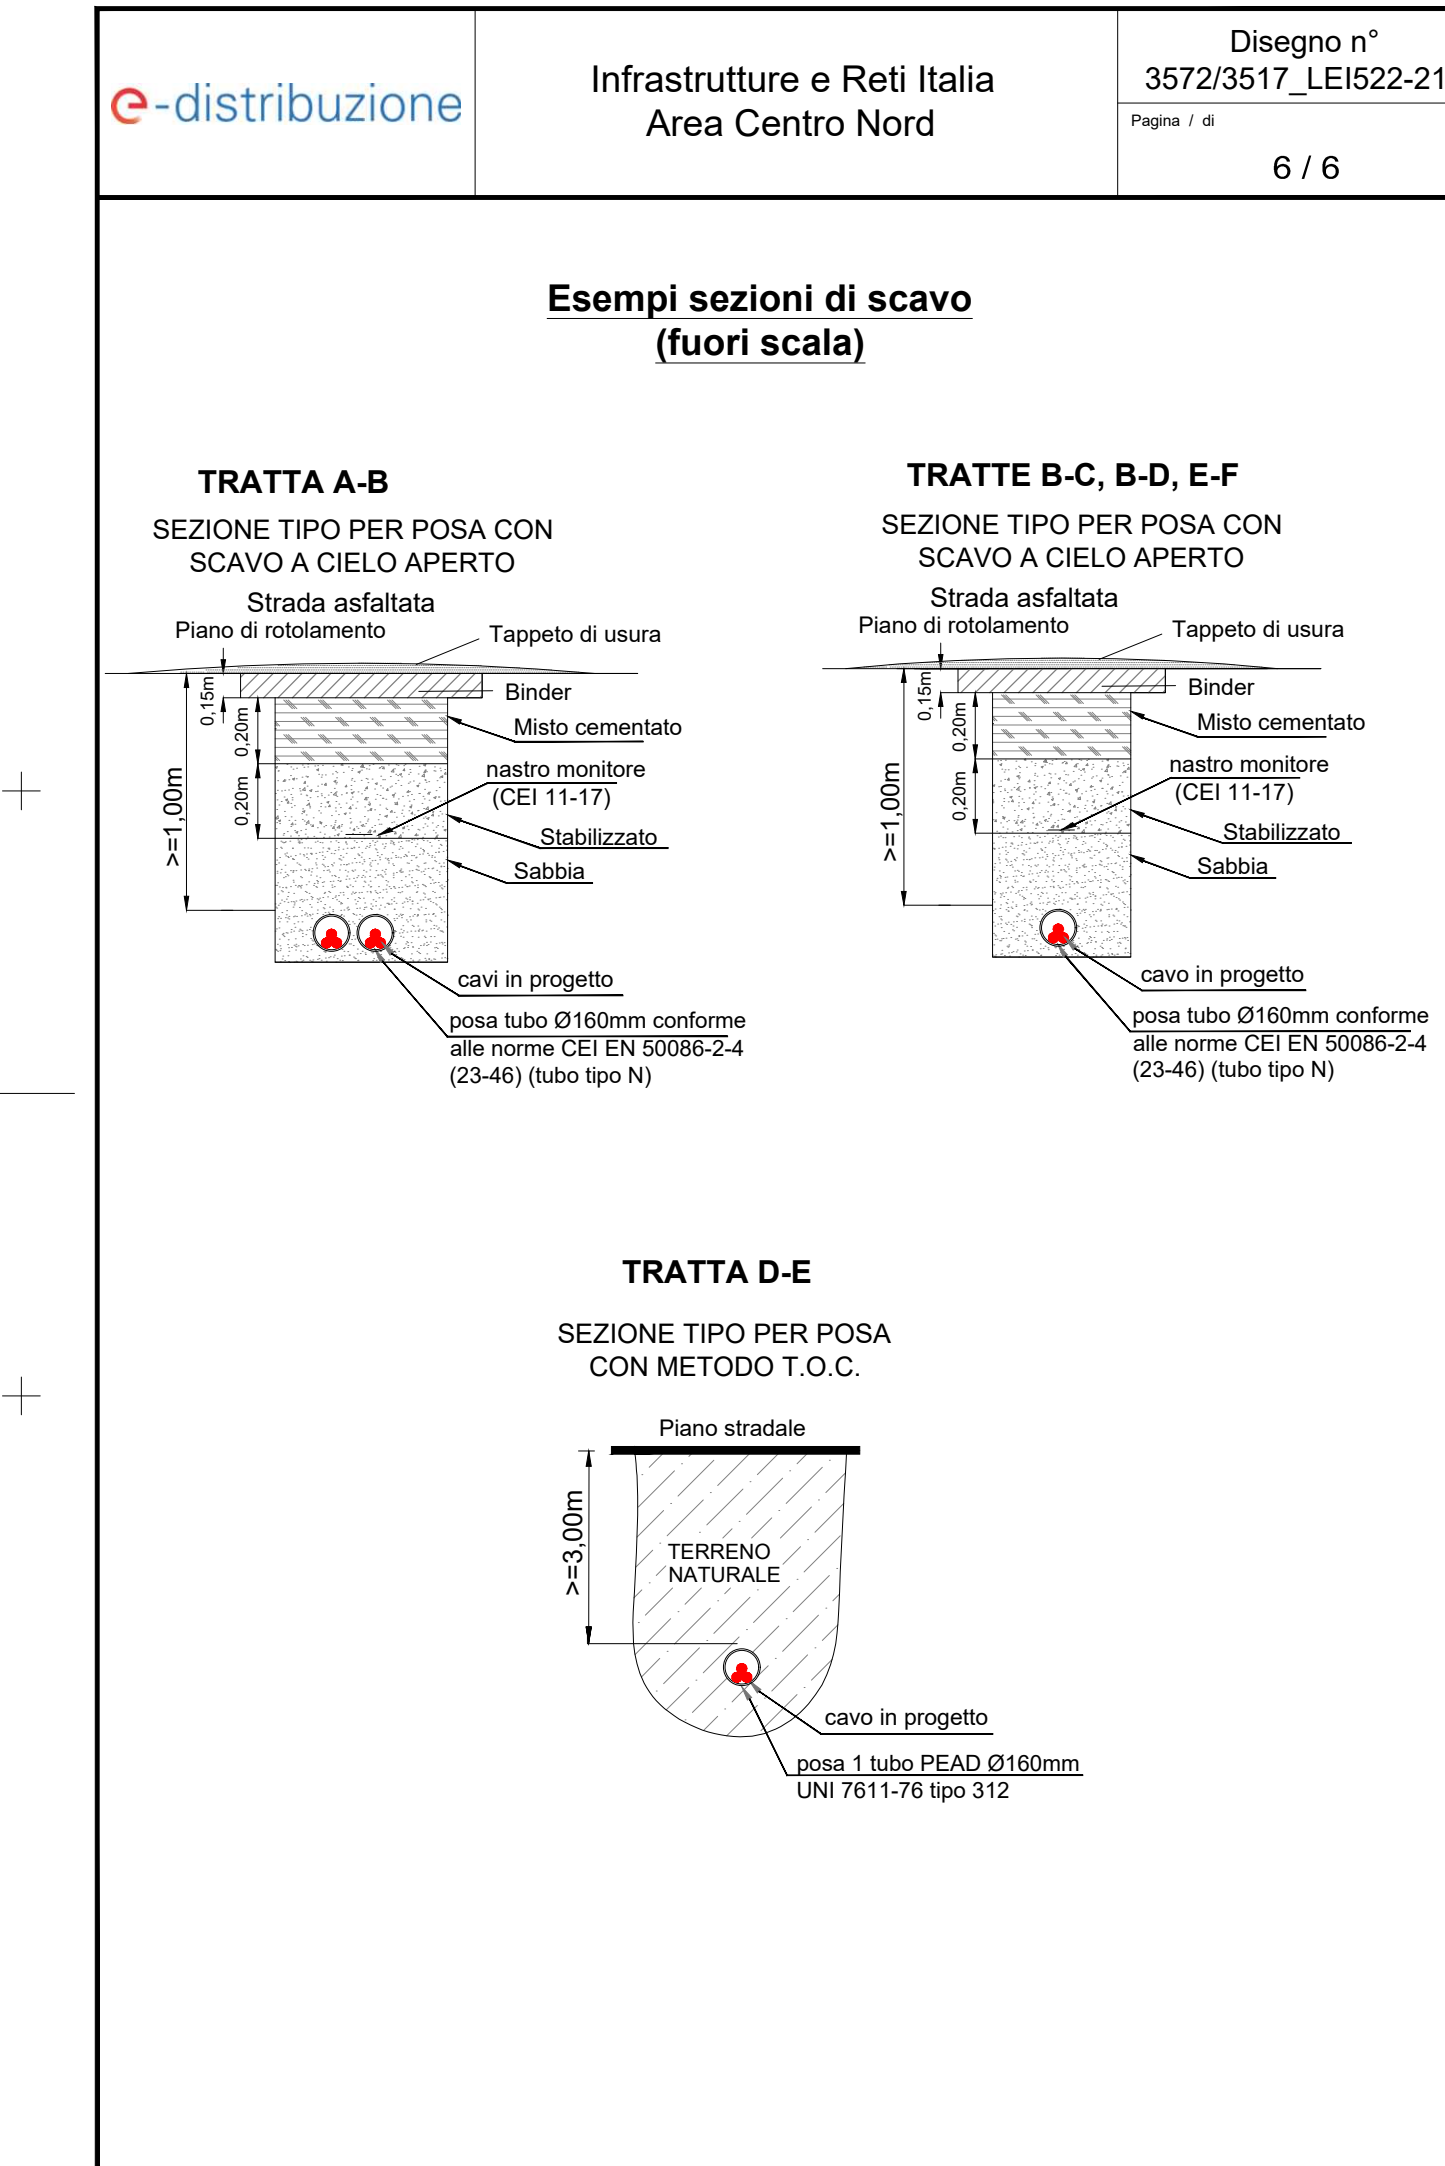 e-distribuzione
Infrastrutture e Reti Italia
Area Centro Nord
Disegno n°
3572/3517_LEI522-21
Pagina / di
6 / 6
Esempi sezioni di scavo
(fuori scala)
TRATTA A-B
SEZIONE TIPO PER POSA CON
SCAVO A CIELO APERTO
Strada asfaltata
Piano di rotolamento
Tappeto di usura
0,15m
Binder
0,20m
Misto cementato
>=1,00m
0,20m
nastro monitore
(CEI 11-17)
Stabilizzato
Sabbia
cavi in progetto
posa tubo Ø160mm conforme
alle norme CEI EN 50086-2-4
(23-46) (tubo tipo N)
TRATTE B-C, B-D, E-F
SEZIONE TIPO PER POSA CON
SCAVO A CIELO APERTO
Strada asfaltata
Piano di rotolamento
Tappeto di usura
0,15m
Binder
0,20m
Misto cementato
>=1,00m
0,20m
nastro monitore
(CEI 11-17)
Stabilizzato
Sabbia
cavo in progetto
posa tubo Ø160mm conforme
alle norme CEI EN 50086-2-4
(23-46) (tubo tipo N)
TRATTA D-E
SEZIONE TIPO PER POSA
CON METODO T.O.C.
Piano stradale
>=3,00m
TERRENO
NATURALE
cavo in progetto
posa 1 tubo PEAD Ø160mm
UNI 7611-76 tipo 312